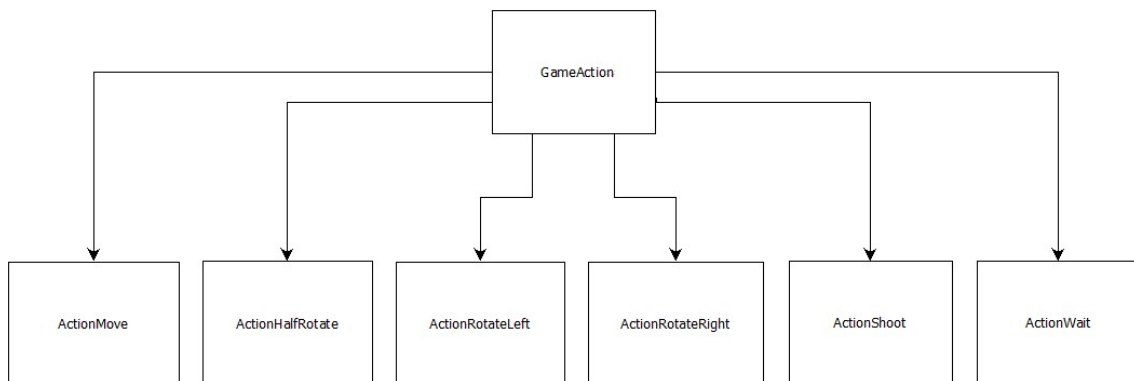 GameAction
ActionMove
ActionHalfRotate
ActionRotateLeft
ActionRotateRight
ActionShoot
ActionWait